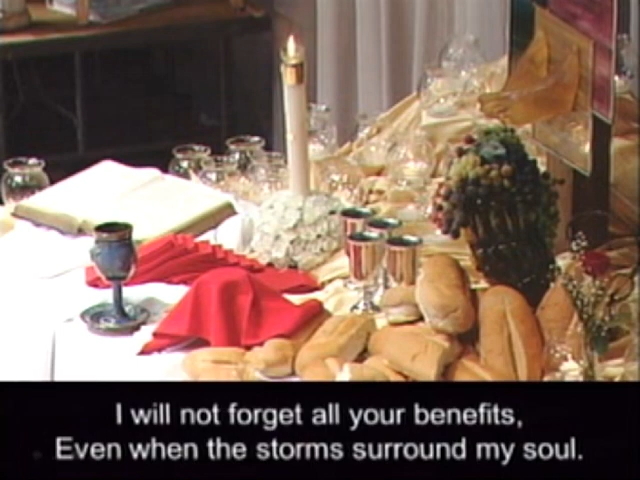 I will not forget all your benefits,
Even when the storms surround my soul.